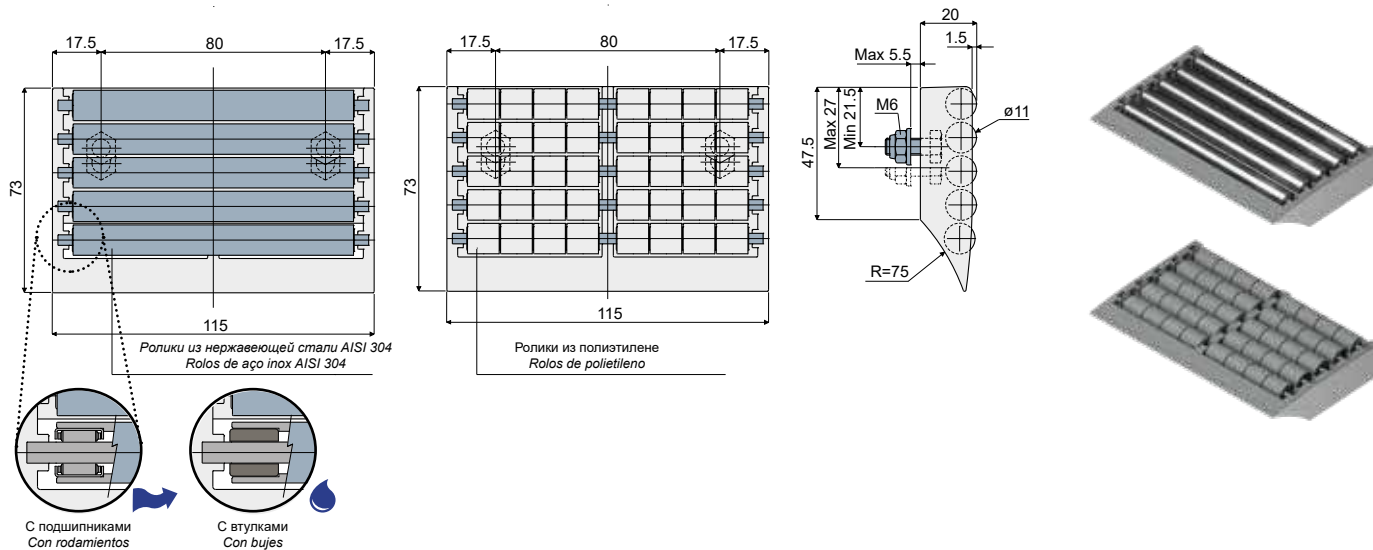 17.5
80
17.5
73
115
Ролики из нержавеющей стали AISI 304
Rolos de aço inox AISI 304
С подшипниками
Con rodamientos
С втулками
Con bujes
17.5
80
17.5
73
115
Ролики из полиэтилене
Rolos de polietileno
20
1.5
Max 5.5
M6
Max 27
Min 21.5
47.5
ø11
R=75